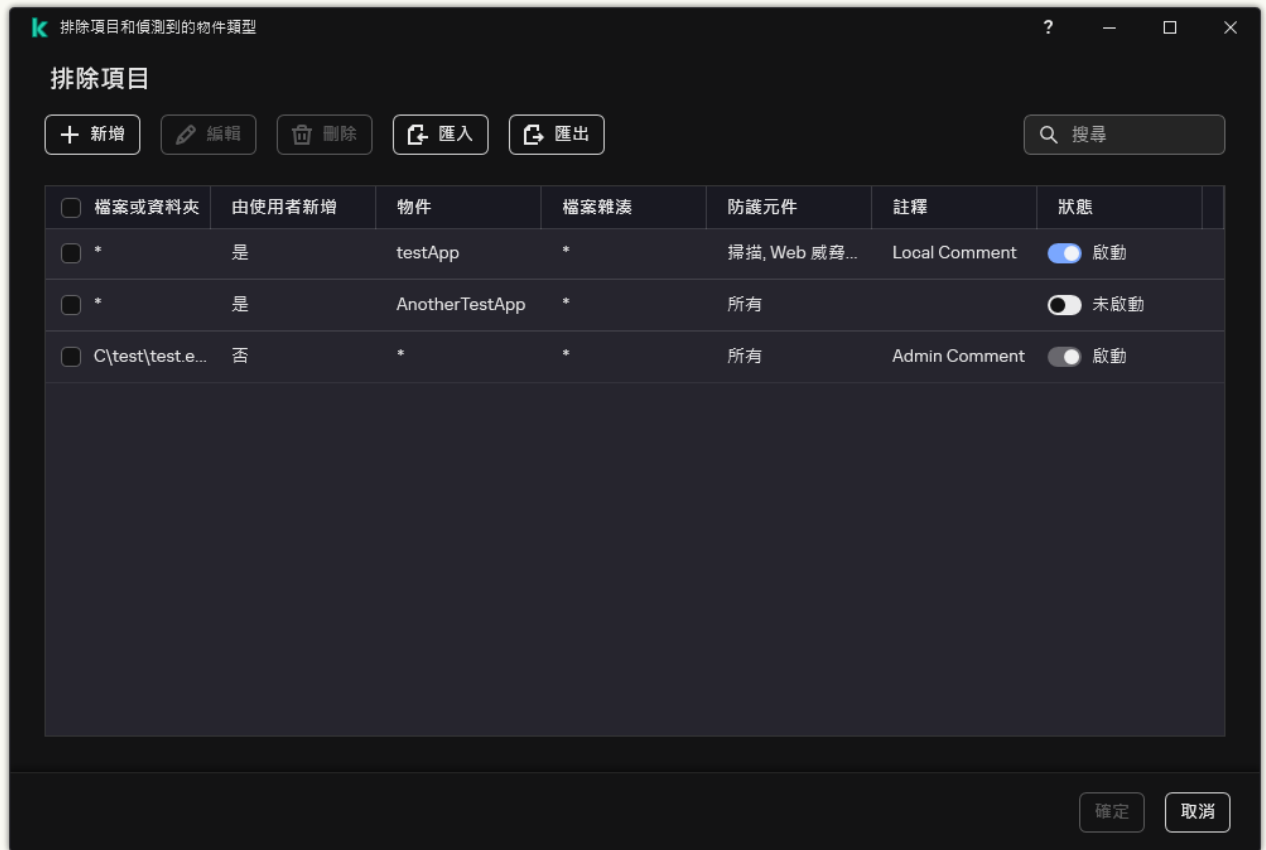 排除項目和偵測到的物件類型 ?
排除項目
新增 編輯 刪除 匯入 匯出 搜尋
檔案或資料夾 由使用者新增 物件 檔案雜湊 防護元件 註釋 狀態
* 是 testApp * 掃描, Web 威脅... Local Comment 啟動
* 是 AnotherTestApp * 所有 未啟動
C\test\test.e... 否 * * 所有 Admin Comment 啟動
確定 取消